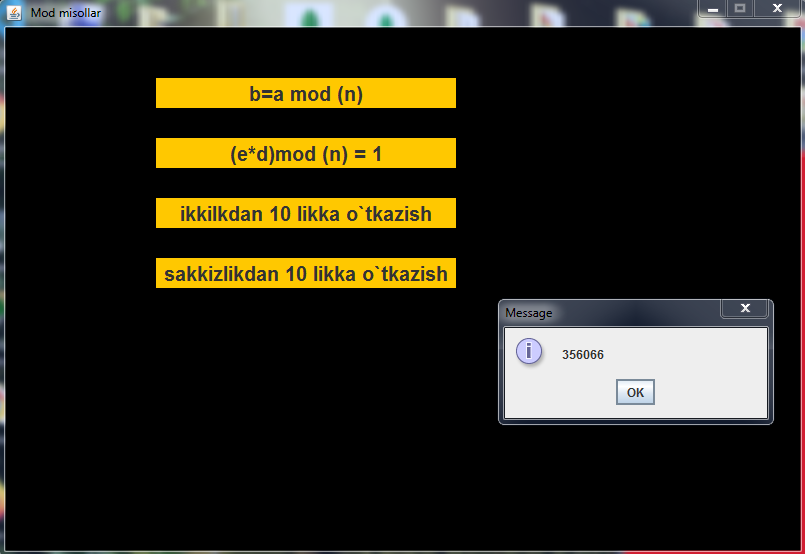 Mod misollar
b=a mod (n)
(e*d)mod (n) = 1
ikkilkdan 10 likka o`tkazish
sakkizlikdan 10 likka o`tkazish
Message
356066
OK